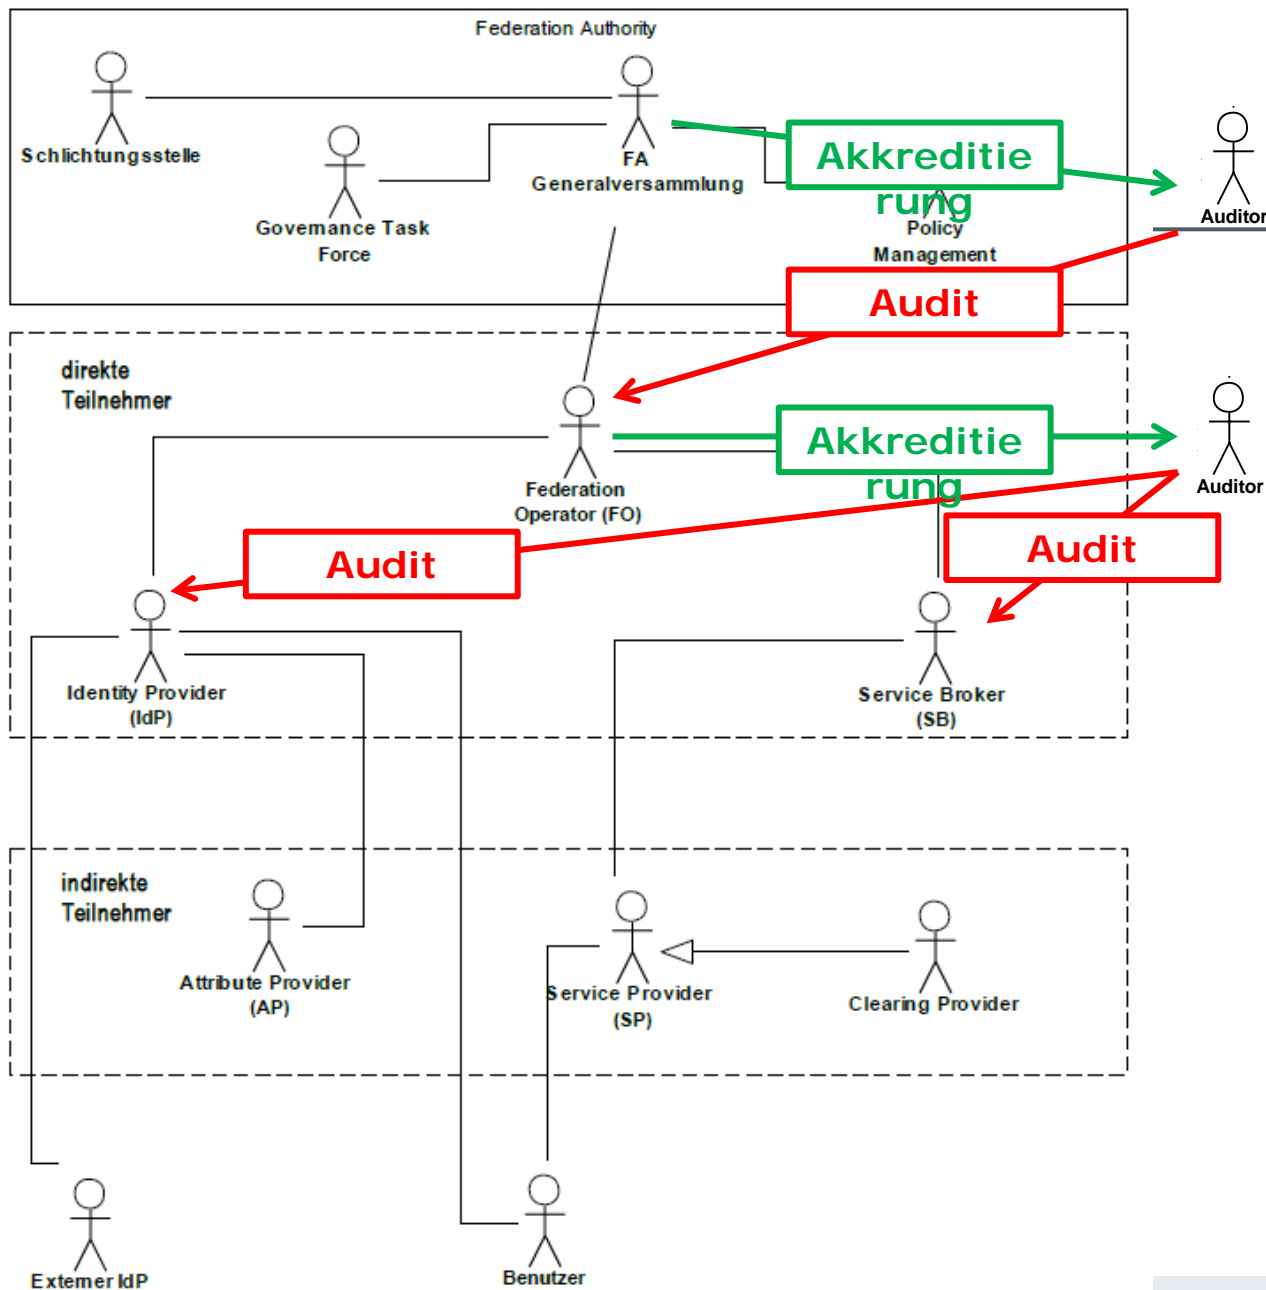 Federation Authority
Schlichtungsstelle
FA
Generalversammlung
Governance Task
Force
Akkreditie
rung
Policy
Management
Auditor
Audit
direkte
Teilnehmer
Federation
Operator (FO)
Akkreditie
rung
Auditor
Audit
Audit
Identity Provider
(IdP)
Service Broker
(SB)
indirekte
Teilnehmer
Attribute Provider
(AP)
Service Provider
(SP)
Clearing Provider
Externer IdP
Benutzer